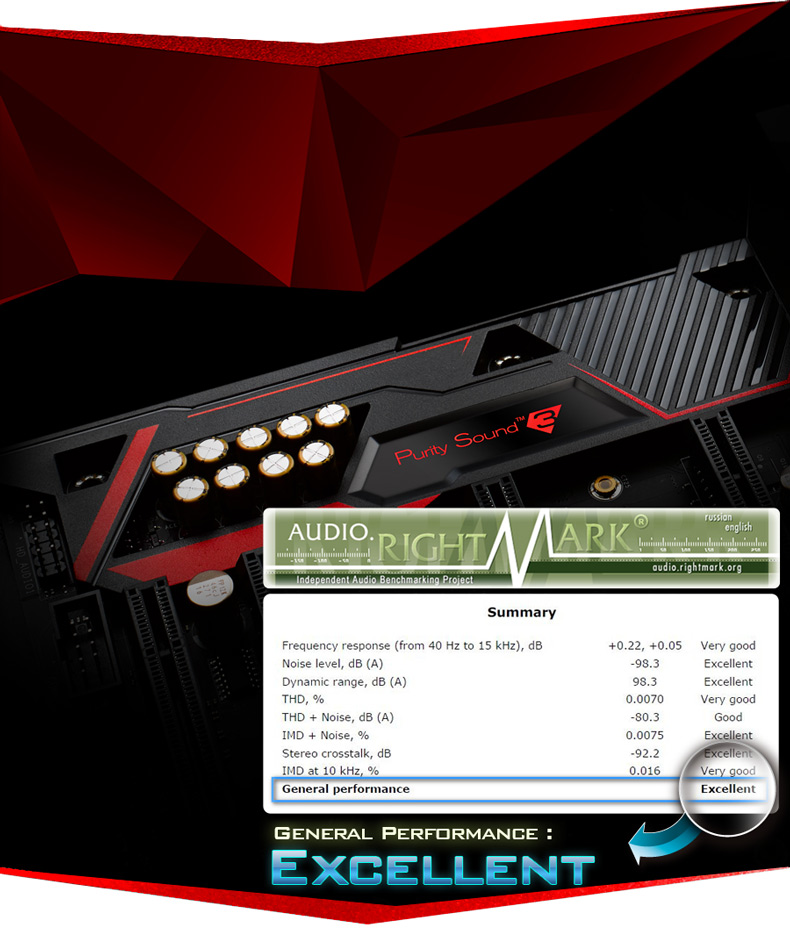 Purity Sound™ 3
AUDIO.
RIGHTMARK®
russian
english
Independent Audio Benchmarking Project
audio.rightmark.org
Summary
Frequency response (from 40 Hz to 15 kHz), dB +0.22, +0.05 Very good
Noise level, dB (A) -98.3 Excellent
Dynamic range, dB (A) 98.3 Excellent
THD, % 0.0070 Very good
THD + Noise, dB (A) -80.3 Good
IMD + Noise, % 0.0075 Excellent
Stereo crosstalk, dB -92.2 Excellent
IMD at 10 kHz, % 0.016 Very good
General performance Excellent
General Performance :
Excellent